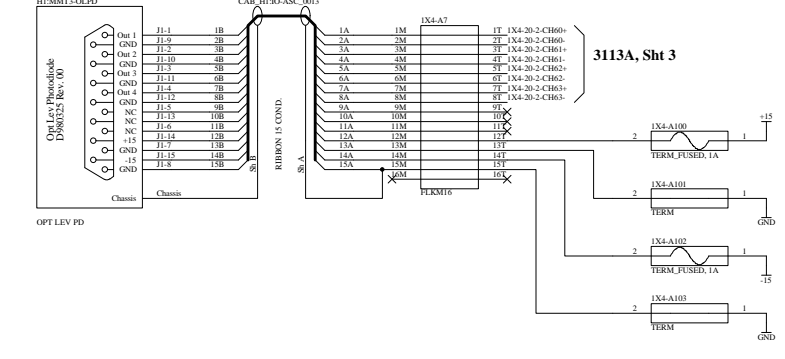 H1:MMT3-OLPD
CAB_H1:IO-ASC_0013
Opt Lev Photodiode
D980325 Rev. 00
Out 1 J1-1 1B 1A 1M 1X4-A7 1T 1X4-20-2-CH60+
GND J1-9 2B 2A 2M 2T 1X4-20-2-CH60-
Out 2 J1-2 3B 3A 3M 3T 1X4-20-2-CH61+
GND J1-10 4B 4A 4M 4T 1X4-20-2-CH61-
Out 3 J1-3 5B 5A 5M 5T 1X4-20-2-CH62+
GND J1-11 6B 6A 6M 6T 1X4-20-2-CH62-
Out 4 J1-4 7B 7A 7M 7T 1X4-20-2-CH63+
GND J1-12 8B 8A 8M 8T 1X4-20-2-CH63-
NC J1-5 9B 9A 9M 9T
NC J1-13 10B 10A 10M 10T
NC J1-6 11B 11A 11M 11T
+15 J1-14 12B 12A 12M 12T
GND J1-7 13B 13A 13M 13T
-15 J1-15 14B 14A 14M 14T
GND J1-8 15B 15A 15M 15T
16M 16T
3113A, Sht 3
Sh B
RIBBON 15 COND.
Sh A
Chassis Chassis
FLKM16
OPT LEV PD
1X4-A100
2 1 +15
TERM_FUSED, 1A
1X4-A101
2 1
TERM GND
1X4-A102
2 1
TERM_FUSED, 1A -15
1X4-A103
2 1
TERM GND